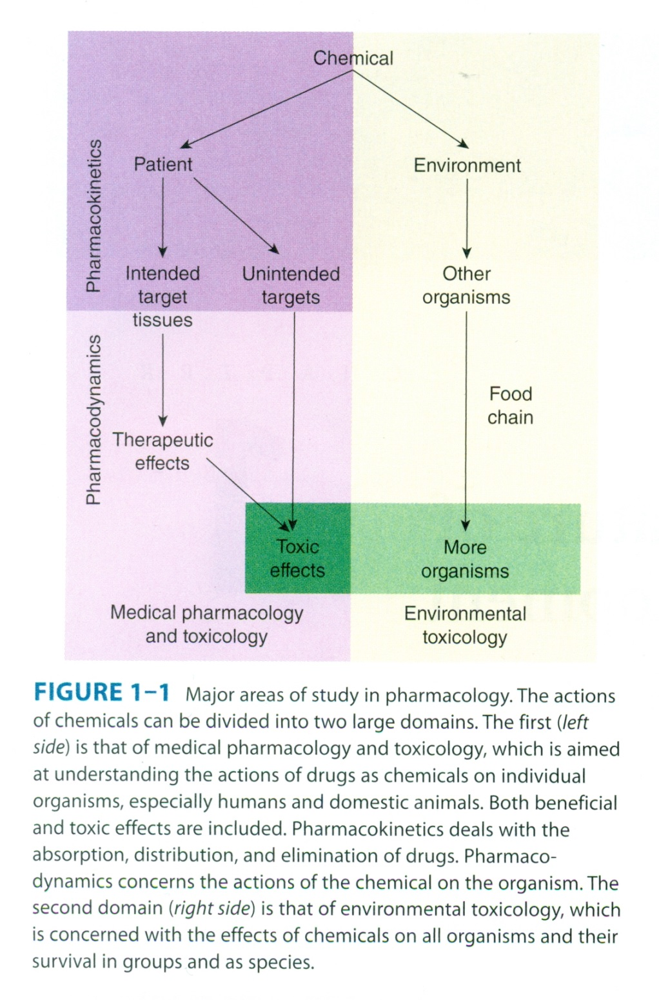 Chemical
Pharmacokinetics
Patient
Environment
Intended
target
tissues
Unintended
targets
Other
organisms
Pharmacodynamics
Food
chain
Therapeutic
effects
Toxic
effects
More
organisms
Medical pharmacology
and toxicology
Environmental
toxicology
FIGURE 1–1 Major areas of study in pharmacology. The actions
of chemicals can be divided into two large domains. The first (left
side) is that of medical pharmacology and toxicology, which is aimed
at understanding the actions of drugs as chemicals on individual
organisms, especially humans and domestic animals. Both beneficial
and toxic effects are included. Pharmacokinetics deals with the
absorption, distribution, and elimination of drugs. Pharmaco-
dynamics concerns the actions of the chemical on the organism. The
second domain (right side) is that of environmental toxicology, which
is concerned with the effects of chemicals on all organisms and their
survival in groups and as species.